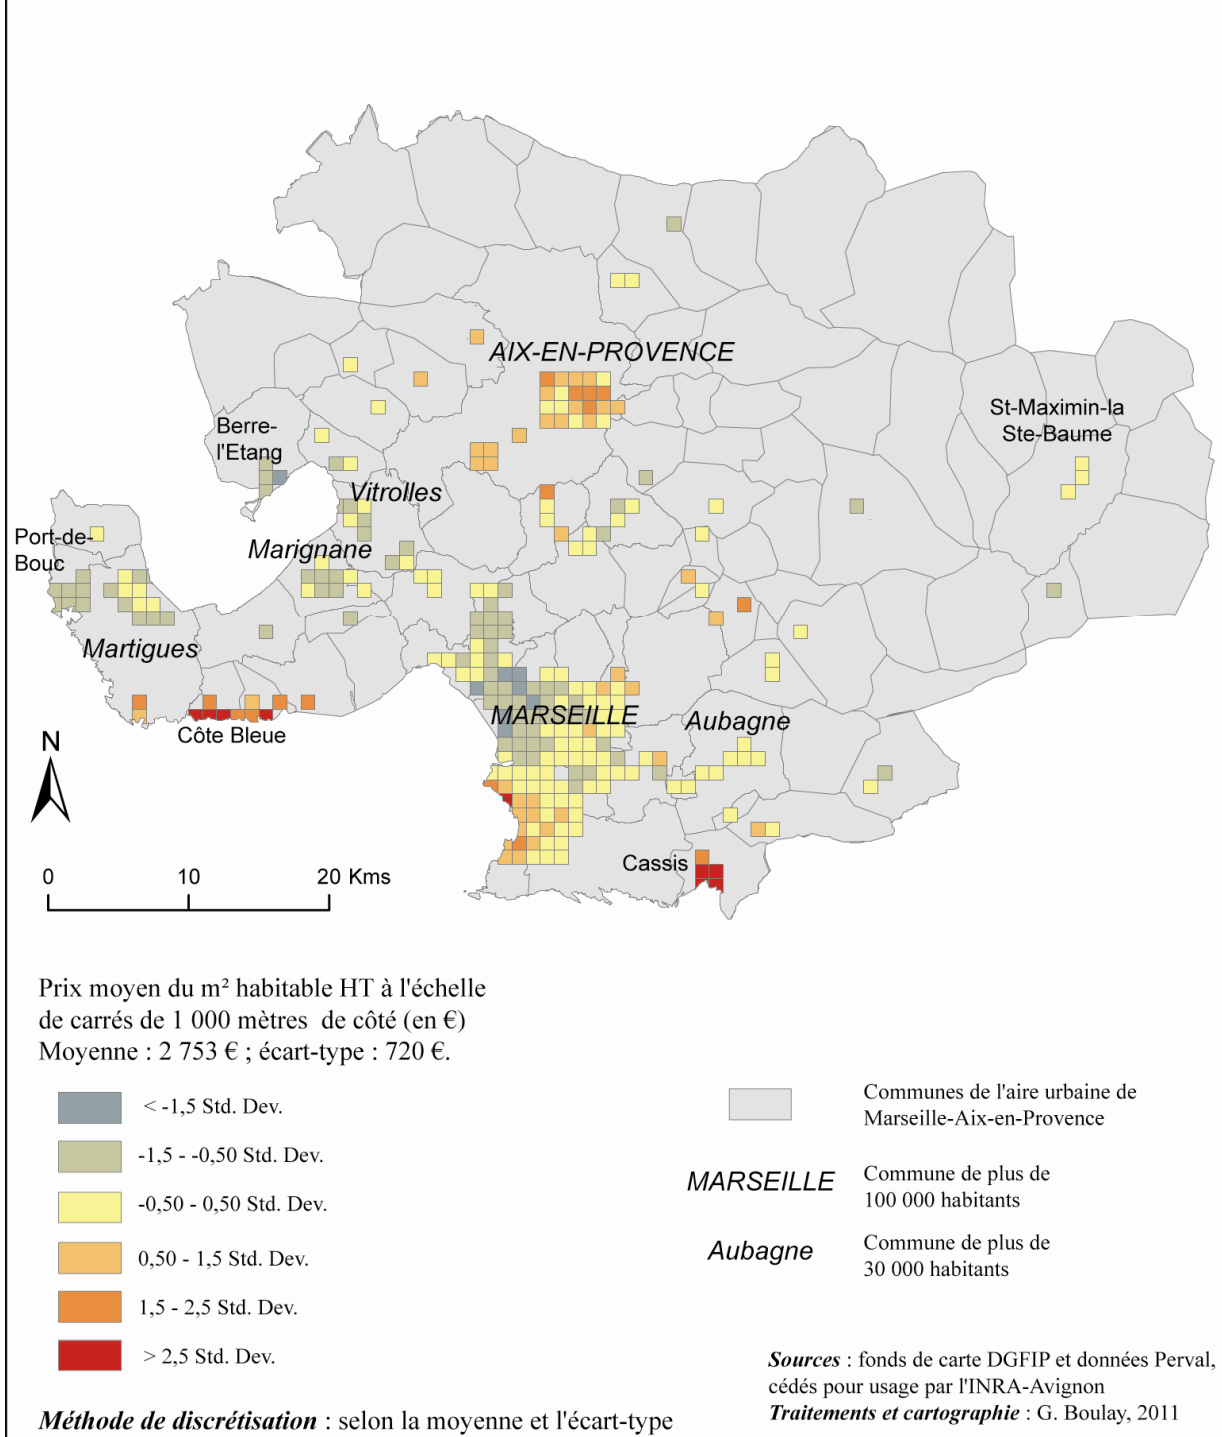 AIX-EN-PROVENCE
St-Maximin-la
Ste-Baume
Berre-
l'Etang
Vitrolles
Port-de-
Bouc
Marignane
Martigues
MARSEILLE
Aubagne
Côte Bleue
N
Cassis
0 10 20 Kms
Prix moyen du m² habitable HT à l'échelle
de carrés de 1 000 mètres de côté (en €)
Moyenne : 2 753 € ; écart-type : 720 €.
< -1,5 Std. Dev.
-1,5 - -0,50 Std. Dev.
-0,50 - 0,50 Std. Dev.
0,50 - 1,5 Std. Dev.
1,5 - 2,5 Std. Dev.
> 2,5 Std. Dev.
Communes de l'aire urbaine de
Marseille-Aix-en-Provence
MARSEILLE
Commune de plus de
100 000 habitants
Aubagne
Commune de plus de
30 000 habitants
Méthode de discrétisation : selon la moyenne et l'écart-type
Sources : fonds de carte DGFIP et données Perval,
cédés pour usage par l'INRA-Avignon
Traitements et cartographie : G. Boulay, 2011